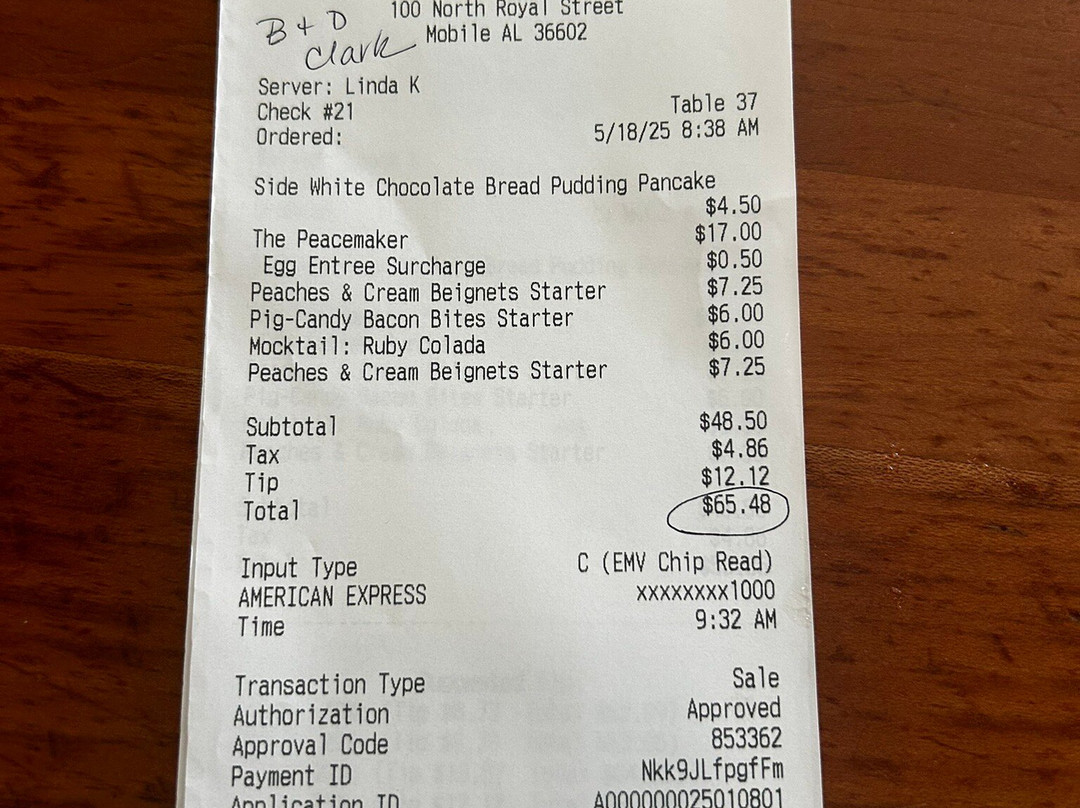 B + D
Clark
100 North Royal Street
Mobile AL 36602
Server: Linda K
Check #21 Table 37
Ordered: 5/18/25 8:38 AM
Side White Chocolate Bread Pudding Pancake
$4.50
The Peacemaker $17.00
Egg Entree Surcharge $0.50
Peaches & Cream Beignets Starter $7.25
Pig-Candy Bacon Bites Starter $6.00
Mocktail: Ruby Colada $6.00
Peaches & Cream Beignets Starter $7.25
Subtotal $48.50
Tax $4.86
Tip $12.12
Total $65.48
Input Type C (EMV Chip Read)
AMERICAN EXPRESS xxxxxxxx1000
Time 9:32 AM
Transaction Type Sale
Authorization Approved
Approval Code 853362
Payment ID Nkk9JLfpgfFm
Application ID A000000025010801